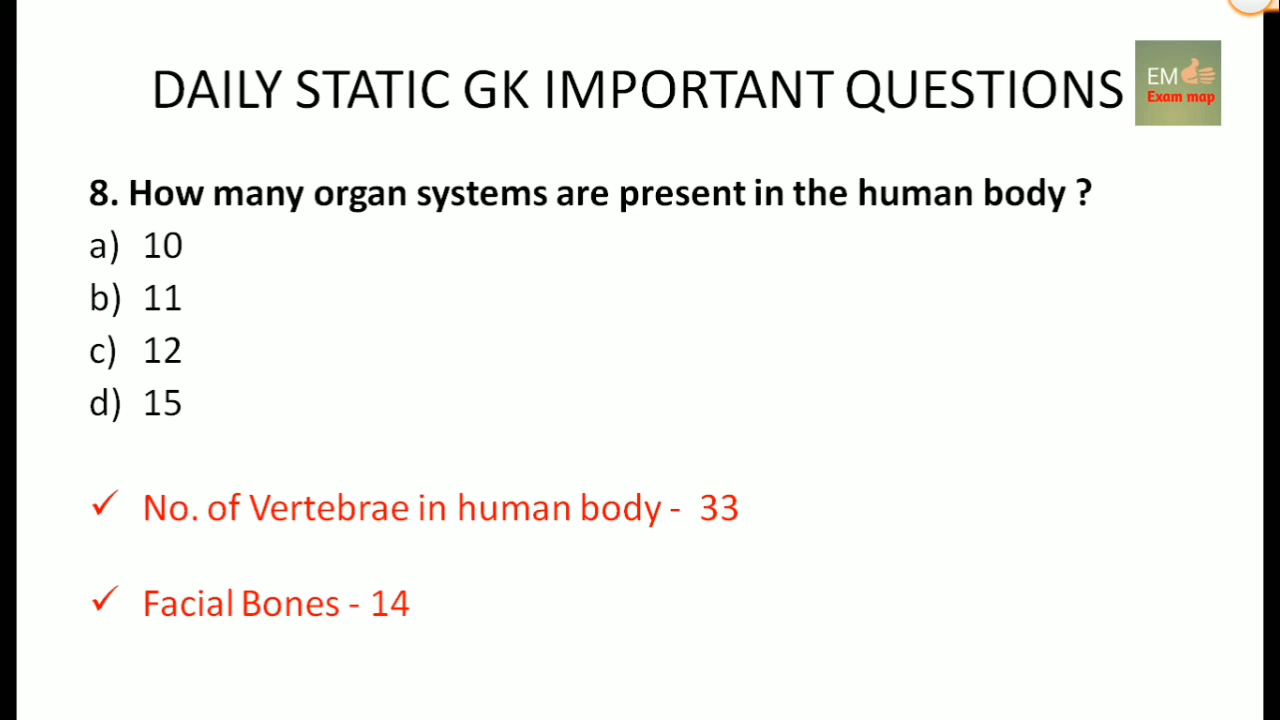 DAILY STATIC GK IMPORTANT QUESTIONS
EM
Exam map
8. How many organ systems are present in the human body ?
a) 10
b) 11
c) 12
d) 15
✓ No. of Vertebrae in human body - 33
✓ Facial Bones - 14